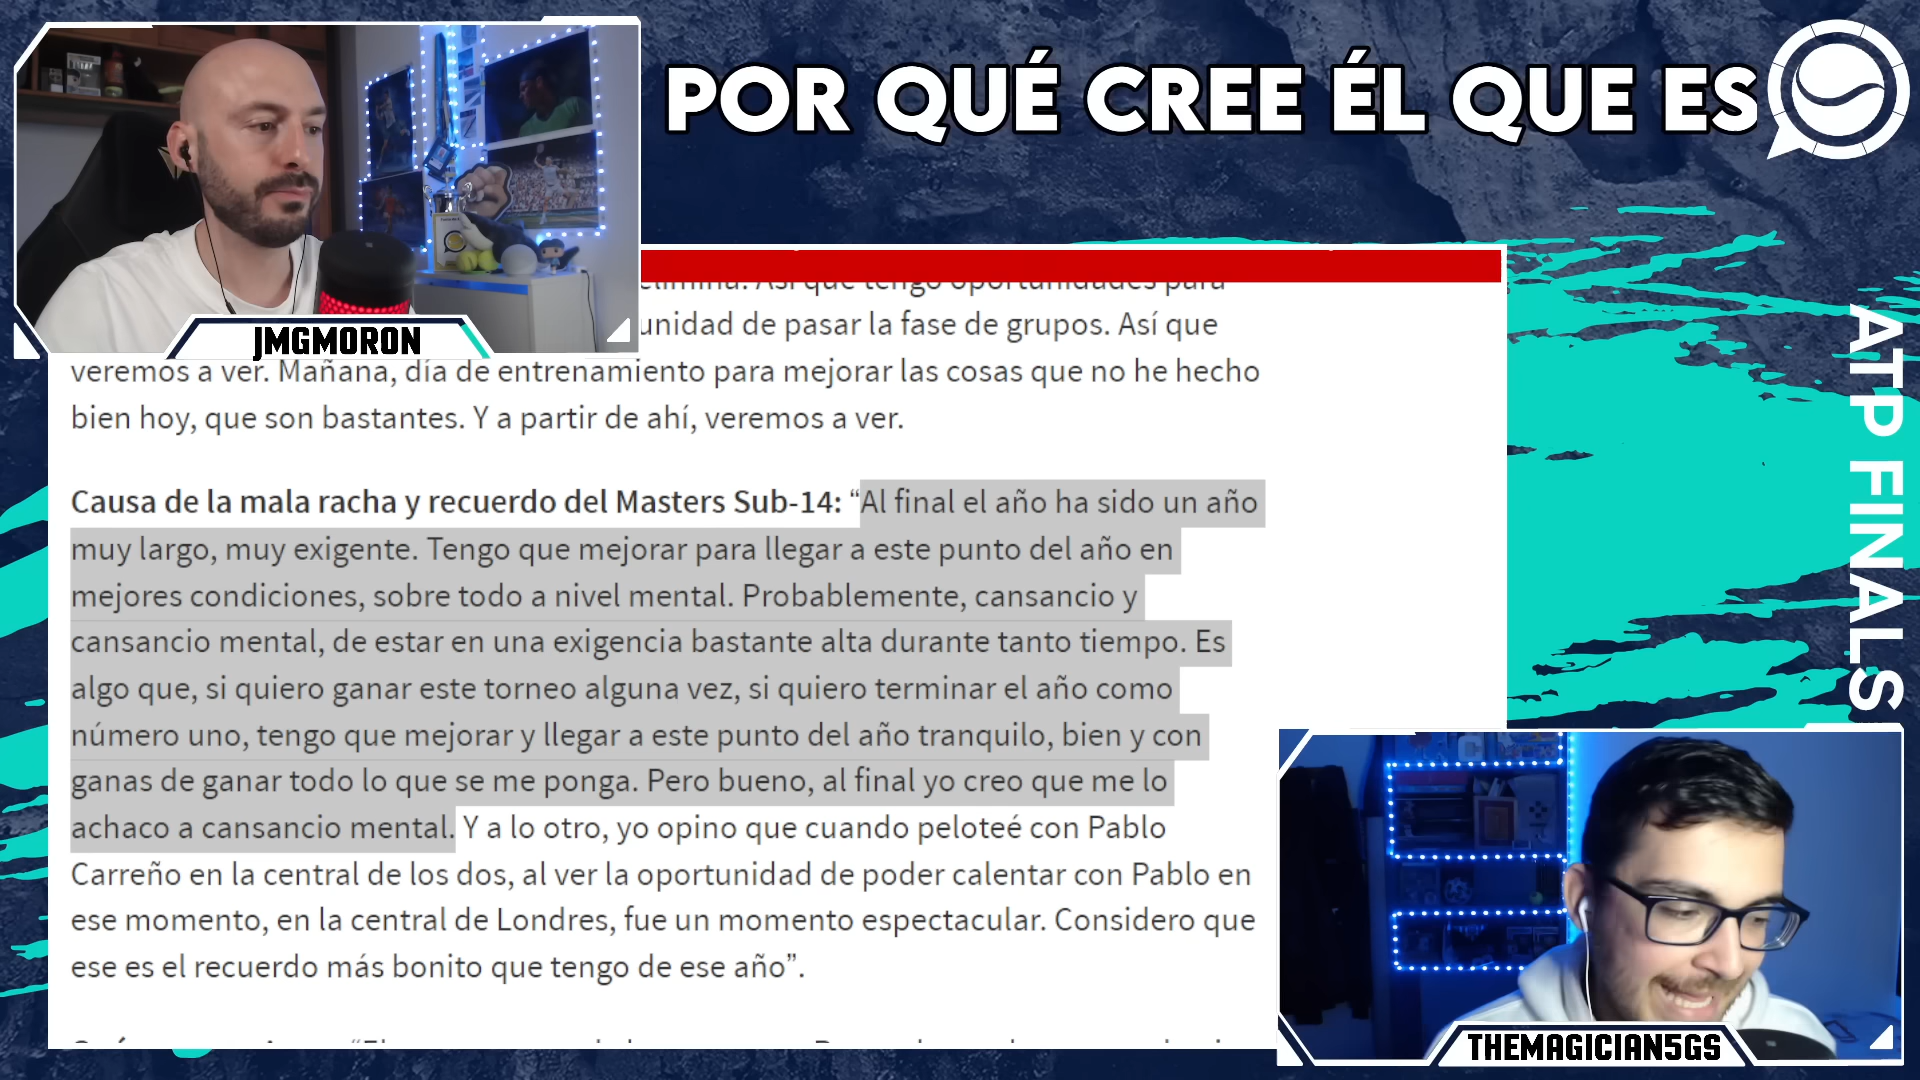 POR QUÉ CREE ÉL QUE ES
JMGMORON
elimina. Así que tengo oportunidades para
unidad de pasar la fase de grupos. Así que
veremos a ver. Mañana, día de entrenamiento para mejorar las cosas que no he hecho
bien hoy, que son bastantes. Y a partir de ahí, veremos a ver.
Causa de la mala racha y recuerdo del Masters Sub-14: “Al final el año ha sido un año
muy largo, muy exigente. Tengo que mejorar para llegar a este punto del año en
mejores condiciones, sobre todo a nivel mental. Probablemente, cansancio y
cansancio mental, de estar en una exigencia bastante alta durante tanto tiempo. Es
algo que, si quiero ganar este torneo alguna vez, si quiero terminar el año como
número uno, tengo que mejorar y llegar a este punto del año tranquilo, bien y con
ganas de ganar todo lo que se me ponga. Pero bueno, al final yo creo que me lo
achaco a cansancio mental. Y a lo otro, yo opino que cuando peloteé con Pablo
Carreño en la central de los dos, al ver la oportunidad de poder calentar con Pablo en
ese momento, en la central de Londres, fue un momento espectacular. Considero que
ese es el recuerdo más bonito que tengo de ese año”.
ATP FINALS
THEMAGICIAN5GS